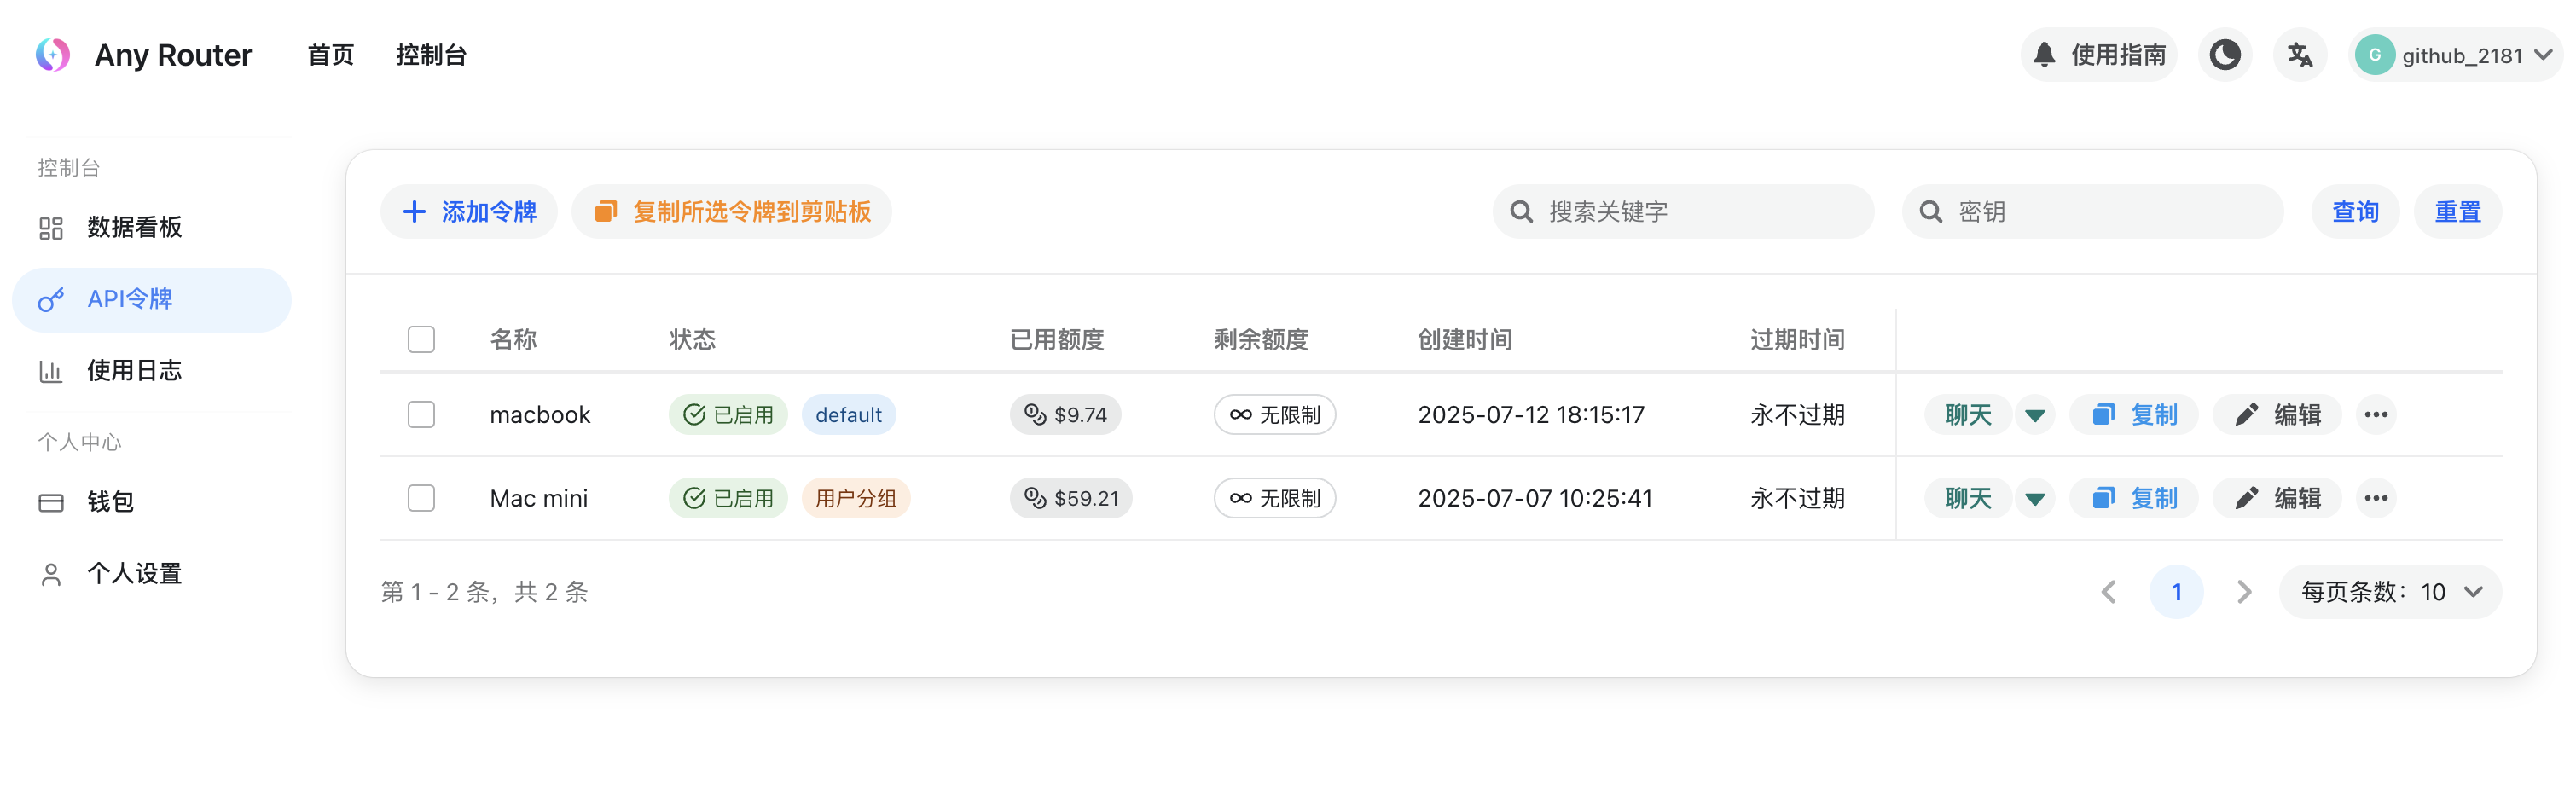 Any Router 首页 控制台 使用指南 G github_2181
控制台
数据看板
API令牌
使用日志
个人中心
钱包
个人设置
添加令牌 复制所选令牌到剪贴板 搜索关键字 密钥 查询 重置
名称 状态 已用额度 剩余额度 创建时间 过期时间
macbook 已启用 default $9.74 无限制 2025-07-12 18:15:17 永不过期 聊天 复制 编辑
Mac mini 已启用 用户分组 $59.21 无限制 2025-07-07 10:25:41 永不过期 聊天 复制 编辑
第 1 - 2 条，共 2 条 1 每页条数：10